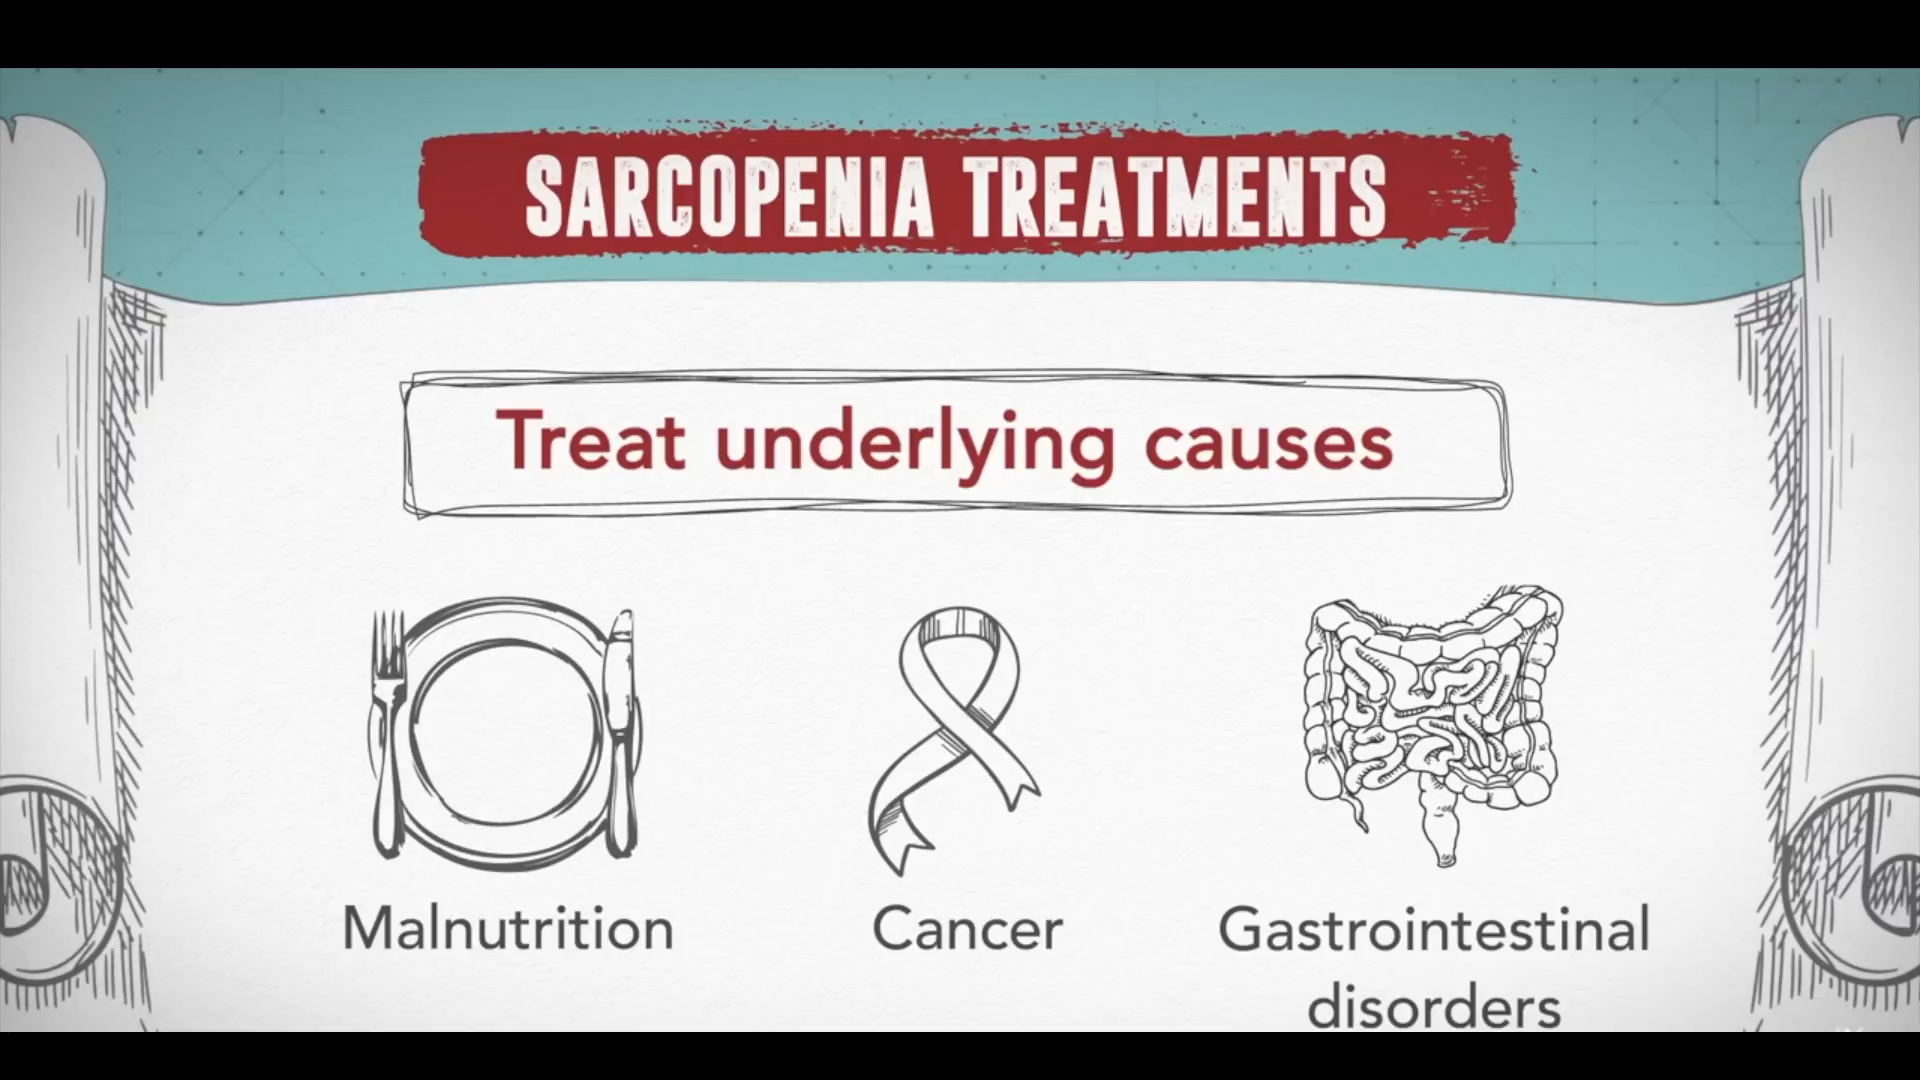 SARCOPENIA TREATMENTS
Treat underlying causes
Malnutrition
Cancer
Gastrointestinal
disorders